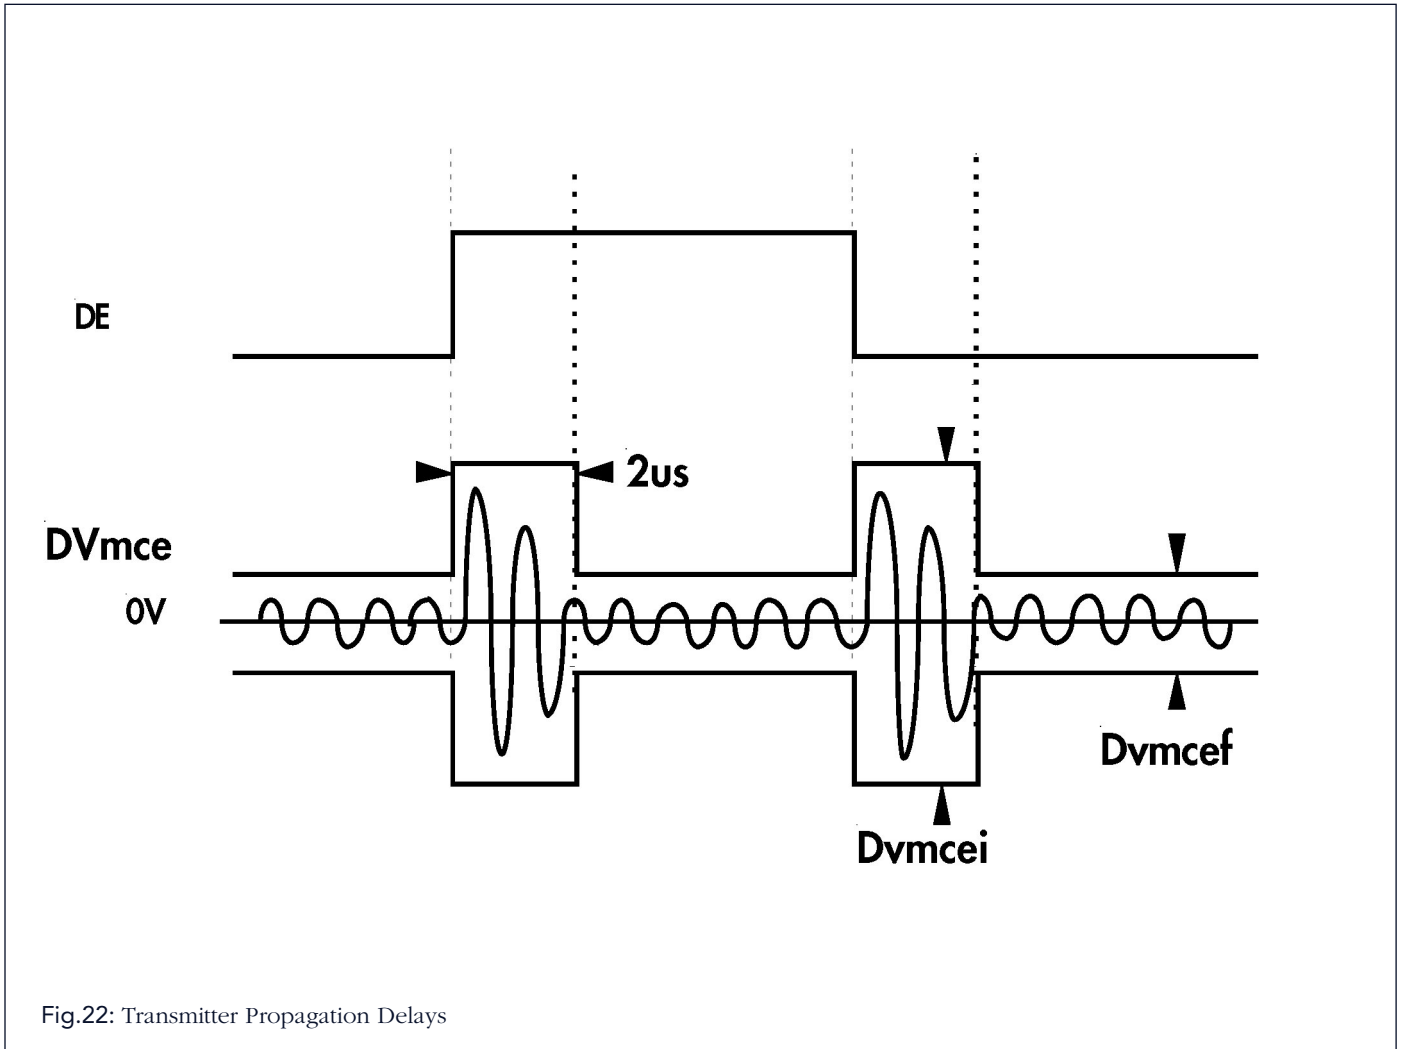 DE
2us
DVmce
0V
Dvmcef
Dvmcei
Fig.22: Transmitter Propagation Delays